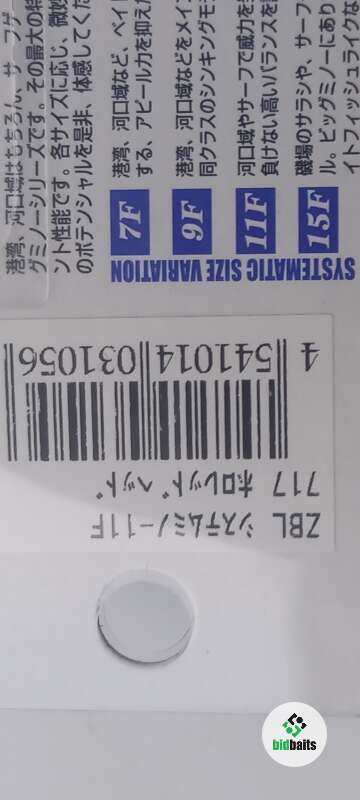 港湾、河口域はもちろん、サーフゲ
グミノーシリーズです。その最大の特
ント性能です。各サイズに応じ、微妙
のポテンシャルを是非、体感してくだ
SYSTEMATIC SIZE VARIATION
7F
港湾、河口域など、ベイト
する、アピール力を抑えた
9F
港湾、河口域などをメイン
同クラスのシンキングモデ
11F
河口域やサーフで威力を
負けない高いバランスを
15F
磯場のサラシや、サーフ
ル。ビッグミノーにあり
イトフィッシュライクな
ZBL システムミノー11F
717 ホロレッドヘッド
4 541014 031056
bidbaits